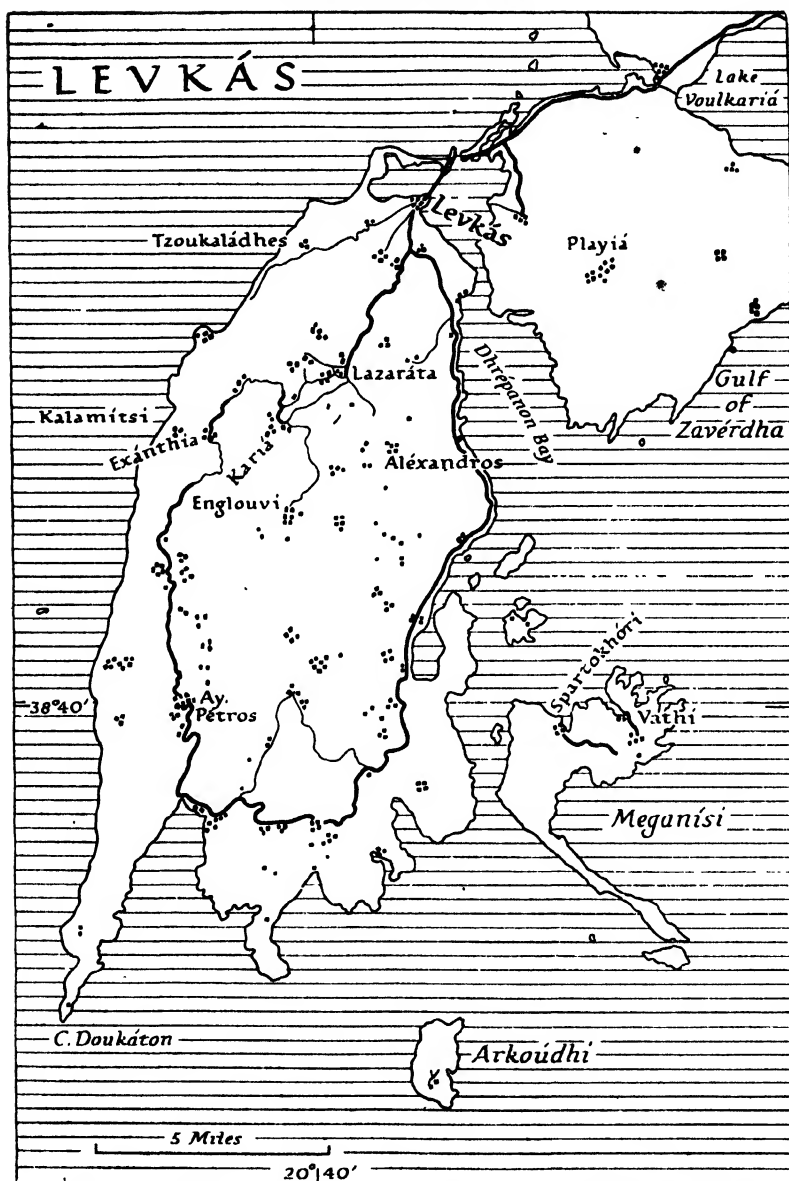 LEVKÁS
Lake
Voulkariá
Levkás
Tzoukaládhes
Playiá
Lazaráta
Dhrépanon Bay
Gulf
of
Zavérdha
Kalamítsi
Exánthia
Kariá
Aléxandros
Englouvi
Spartokhóri
38°40'
Ay.
Pétros
Vathí
Meganísi
C. Doukáton
Arkoúdhi
5 Miles
20°40'